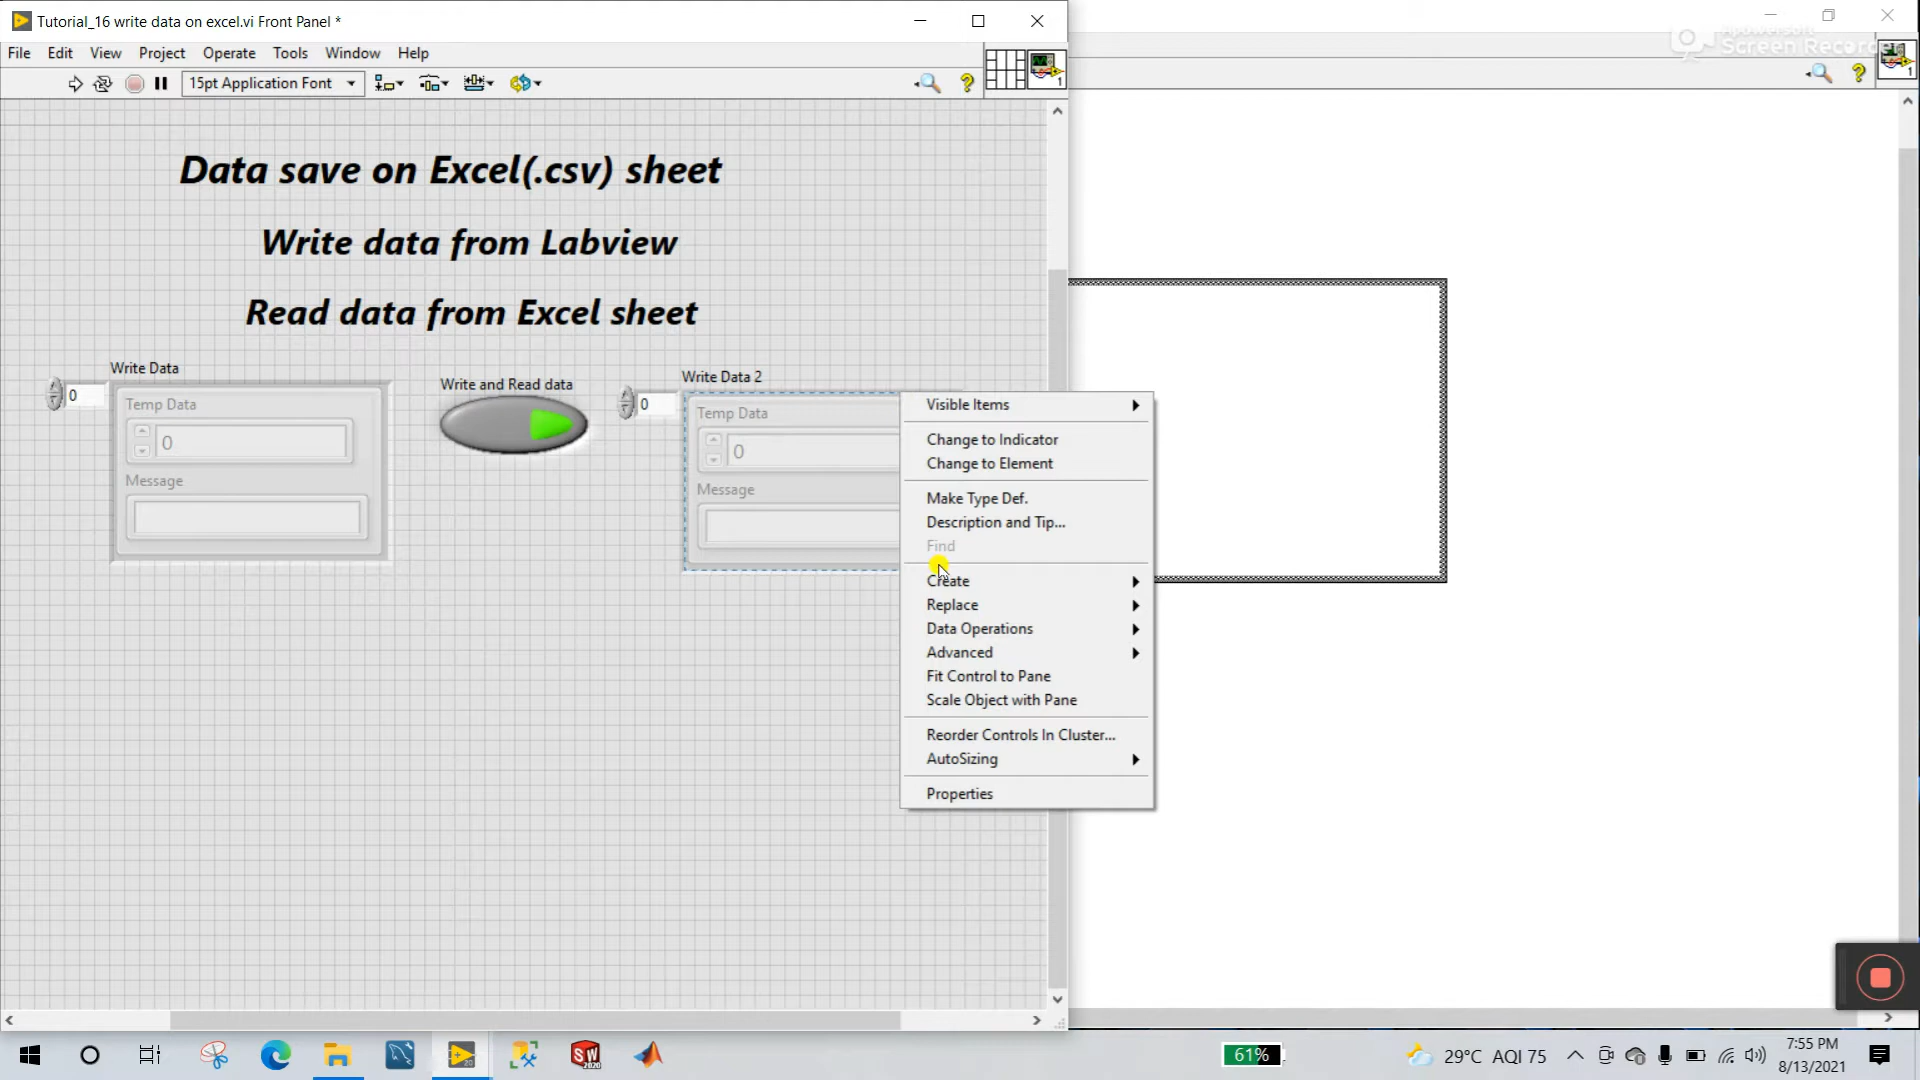 Tutorial_16 write data on excel.vi Front Panel *
File Edit View Project Operate Tools Window Help
15pt Application Font
Screen Recorder
Data save on Excel(.csv) sheet
Write data from Labview
Read data from Excel sheet
Write Data
0
Temp Data
0
Message
Write and Read data
Write Data 2
0
Temp Data
0
Message
Visible Items
Change to Indicator
Change to Element
Make Type Def.
Description and Tip...
Find
Create
Replace
Data Operations
Advanced
Fit Control to Pane
Scale Object with Pane
Reorder Controls In Cluster...
AutoSizing
Properties
61%
29°C AQI 75
7:55 PM
8/13/2021